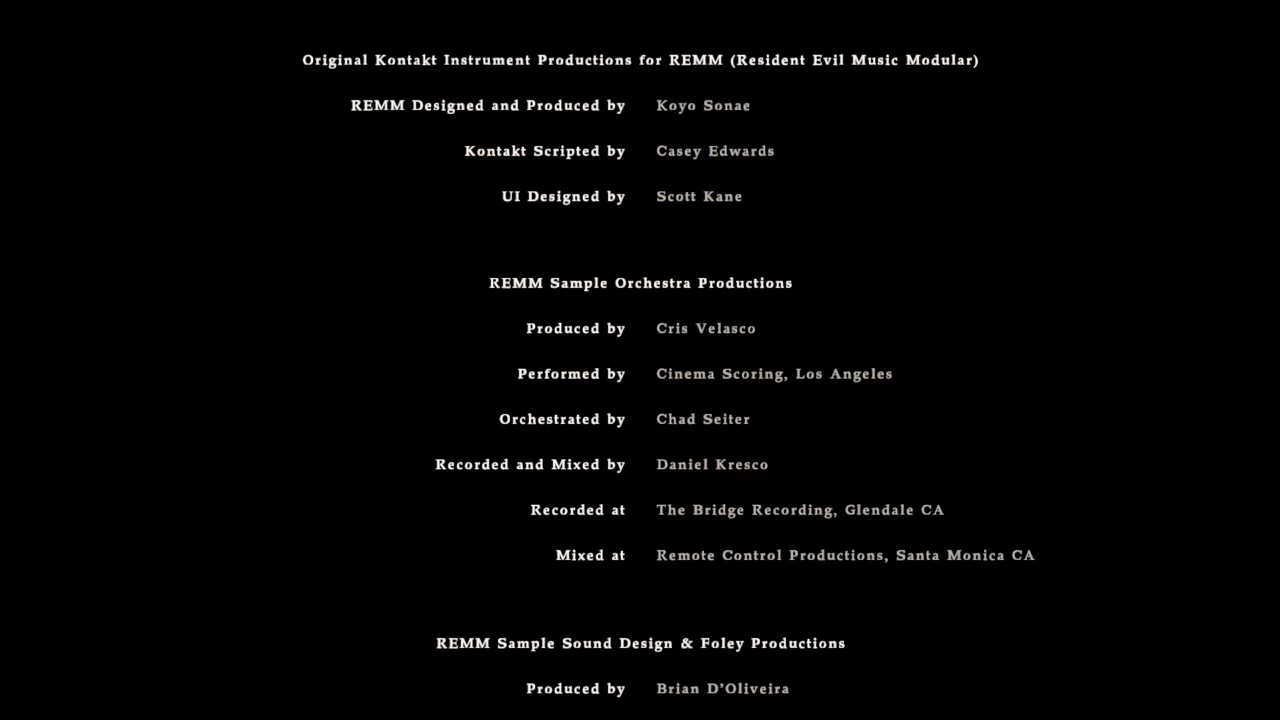 Original Kontakt Instrument Productions for REMM (Resident Evil Music Modular)
REMM Designed and Produced by Koyo Sonae
Kontakt Scripted by Casey Edwards
UI Designed by Scott Kane
REMM Sample Orchestra Productions
Produced by Cris Velasco
Performed by Cinema Scoring, Los Angeles
Orchestrated by Chad Seiter
Recorded and Mixed by Daniel Kresco
Recorded at The Bridge Recording, Glendale CA
Mixed at Remote Control Productions, Santa Monica CA
REMM Sample Sound Design & Foley Productions
Produced by Brian D’Oliveira